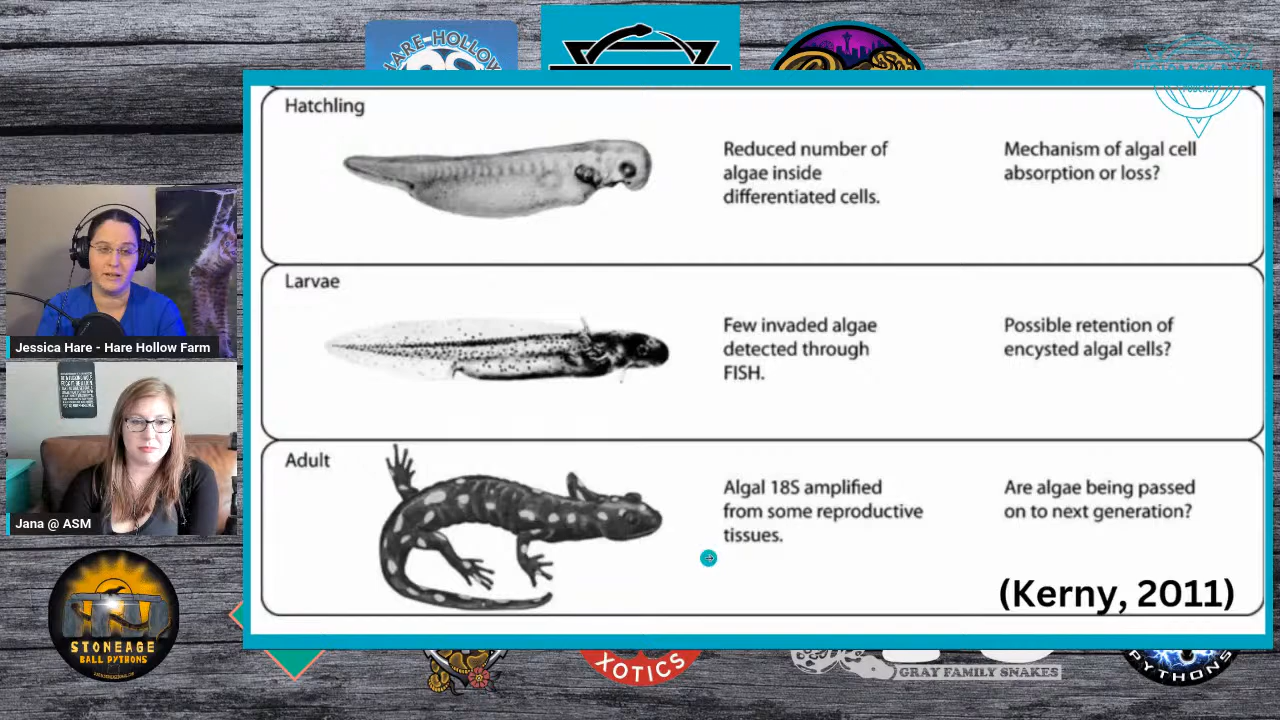 HARE HOLLOW
PODCAST
Hatchling
Reduced number of
algae inside
differentiated cells.
Mechanism of algal cell
absorption or loss?
Larvae
Few invaded algae
detected through
FISH.
Possible retention of
encysted algal cells?
Adult
Algal 18S amplified
from some reproductive
tissues.
Are algae being passed
on to next generation?
(Kerny, 2011)
Jessica Hare - Hare Hollow Farm
Jana @ ASM
STONEAGE
BALL PYTHONS
XOTICS
GRAY FAMILY SNAKES
PYTHONS